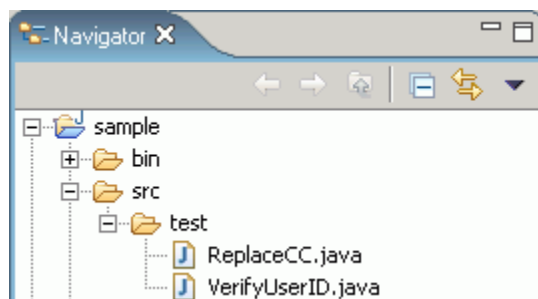 Navigator
sample
bin
src
test
ReplaceCC.java
VerifyUserID.java